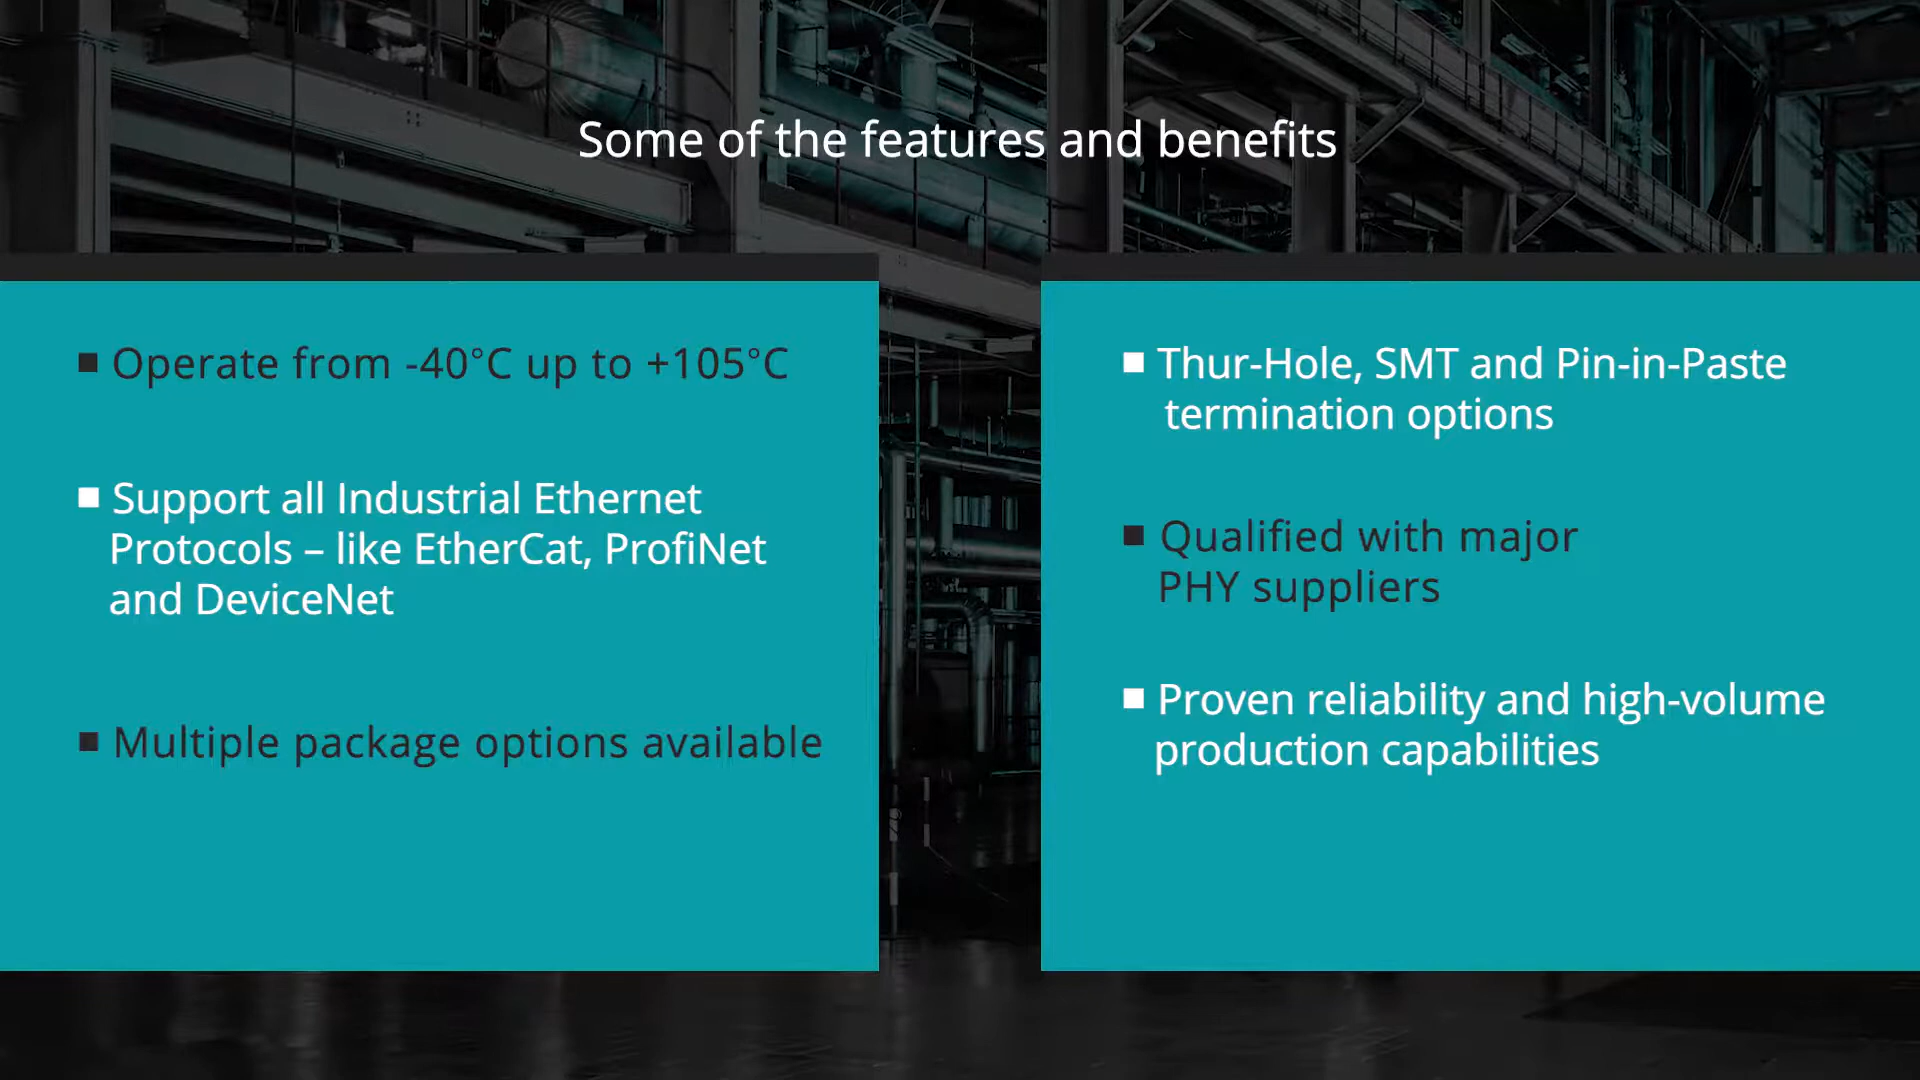 Some of the features and benefits
■ Operate from -40°C up to +105°C
■ Support all Industrial Ethernet
Protocols – like EtherCat, ProfiNet
and DeviceNet
■ Multiple package options available
■ Thur-Hole, SMT and Pin-in-Paste
termination options
■ Qualified with major
PHY suppliers
■ Proven reliability and high-volume
production capabilities